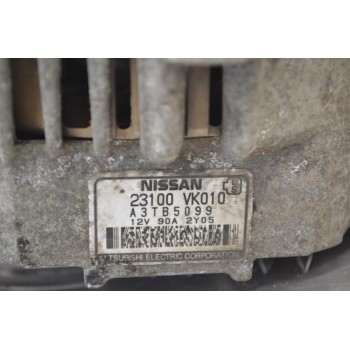 NISSAN
23100 VK010
A3TB5099
12V 90A 2Y05
MITSUBISHI ELECTRIC CORPORATION